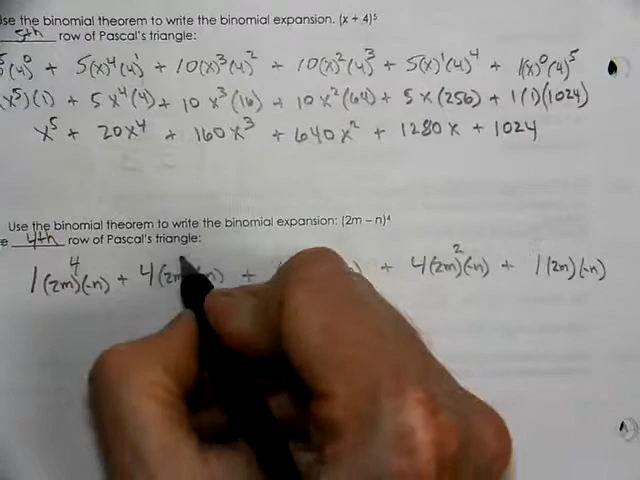 se the binomial theorem to write the binomial expansion. (x + 4)⁵
5th row of Pascal's triangle:
⁵(4)⁰ + 5(x)⁴(4)¹ + 10(x)³(4)² + 10(x)²(4)³ + 5(x)¹(4)⁴ + 1(x)⁰(4)⁵
(x⁵)(1) + 5x⁴(4) + 10x³(16) + 10x²(64) + 5x(256) + 1(1)(1024)
x⁵ + 20x⁴ + 160x³ + 640x² + 1280x + 1024
Use the binomial theorem to write the binomial expansion: (2m – n)⁴
e 4th row of Pascal's triangle:
1(2m)⁴(-n) + 4(2m)(-n) + + 4(2m)(-n)² + 1(2m)(-n)